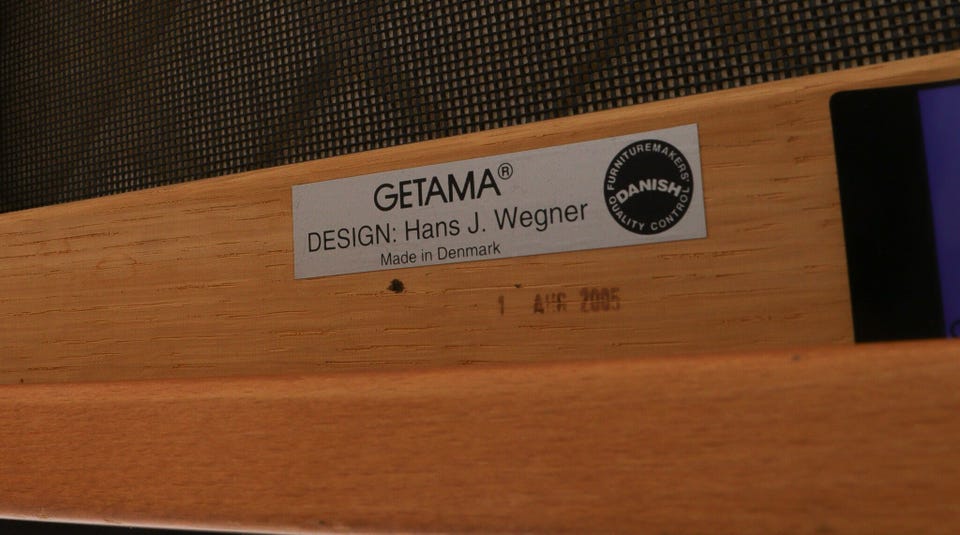 GETAMA®
DESIGN: Hans J. Wegner
Made in Denmark
FURNITUREMAKERS'
DANISH
QUALITY CONTROL
1 2005